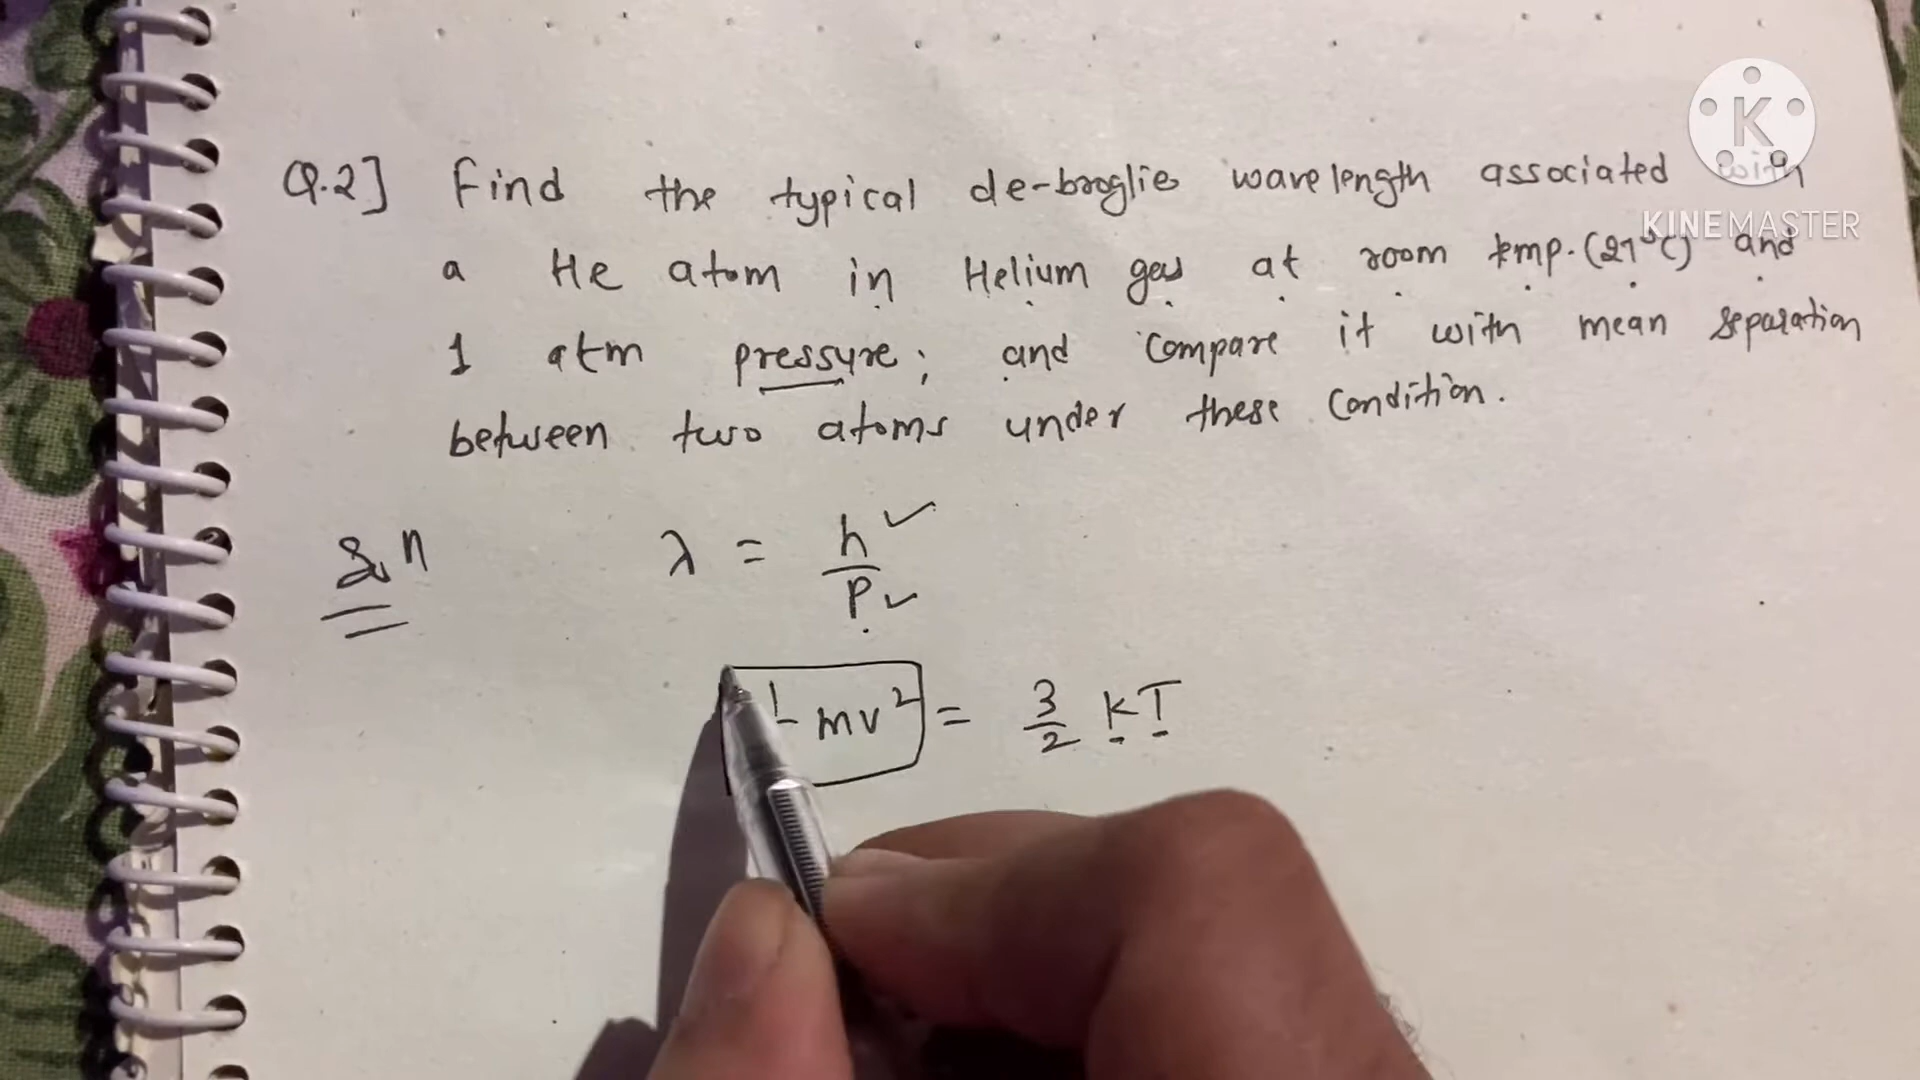 K
KINEMASTER
Q.2] Find the typical de-broglie wavelength associated with
a He atom in Helium gas at room temp. (27°C) and
1 atm pressure; and compare it with mean separation
between two atoms under these condition.
Soln λ = h/P
1/2 mv² = 3/2 kT